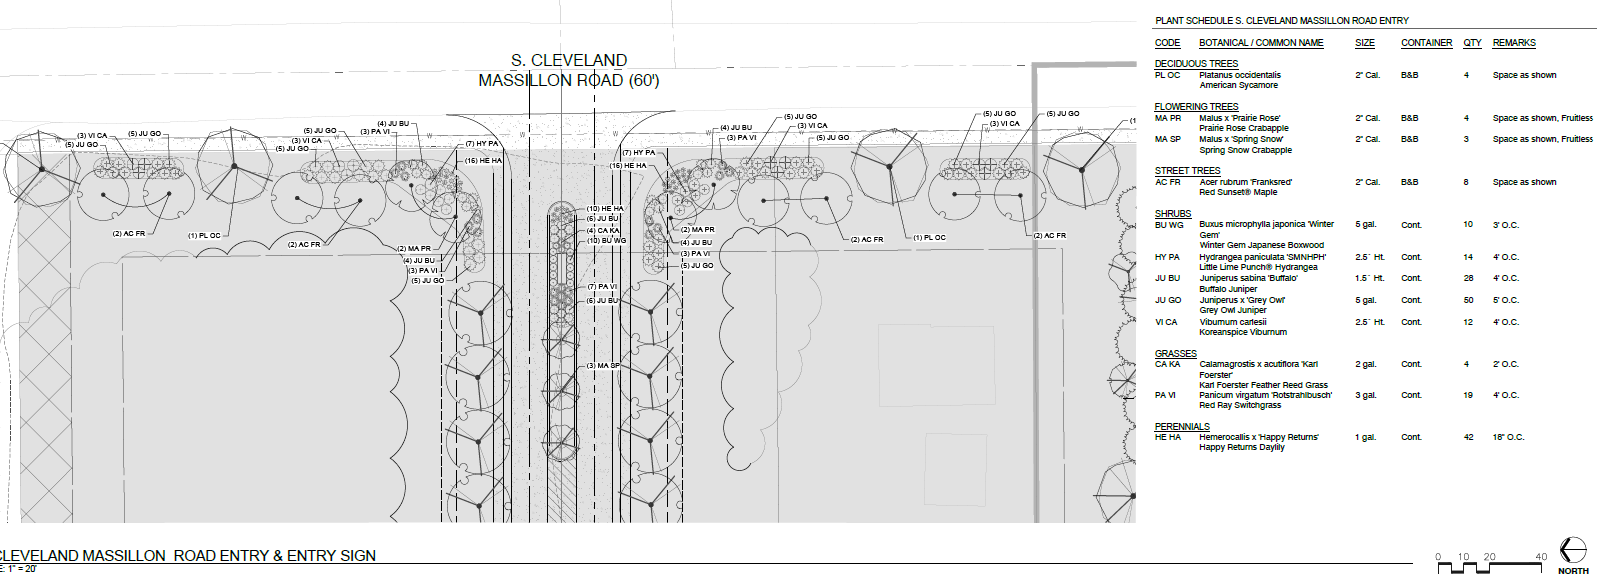 S. CLEVELAND
MASSILLON ROAD (60')
(3) VI CA
(5) JU GO
(5) JU GO
(4) JU BU
(5) JU GO
(3) PA VI
(3) VI CA
(5) JU GO
(7) HY PA
(16) HE HA
(5) JU GO
(4) JU BU
(3) VI CA
(3) PA VI
(5) JU GO
(7) HY PA
(16) HE HA
(5) JU GO
(5) JU GO
(3) VI CA
(1
(2) AC FR
(1) PL OC
(2) AC FR
(2) MA PR
(4) JU BU
(3) PA VI
(5) JU GO
(10) HE HA
(6) JU BU
(4) CA KA
(10) BU WG
(7) PA VI
(6) JU BU
(3) MA SP
(2) MA PR
(4) JU BU
(3) PA VI
(5) JU GO
(2) AC FR
(1) PL OC
(2) AC FR
PLANT SCHEDULE S. CLEVELAND MASSILLON ROAD ENTRY
CODE BOTANICAL / COMMON NAME SIZE CONTAINER QTY REMARKS
DECIDUOUS TREES
PL OC Platanus occidentalis 2" Cal. B&B 4 Space as shown
American Sycamore
FLOWERING TREES
MA PR Malus x 'Prairie Rose' 2" Cal. B&B 4 Space as shown, Fruitless
Prairie Rose Crabapple
MA SP Malus x 'Spring Snow' 2" Cal. B&B 3 Space as shown, Fruitless
Spring Snow Crabapple
STREET TREES
AC FR Acer rubrum 'Franksred' 2" Cal. B&B 8 Space as shown
Red Sunset® Maple
SHRUBS
BU WG Buxus microphylla japonica 'Winter 5 gal. Cont. 10 3' O.C.
Gem'
Winter Gem Japanese Boxwood
HY PA Hydrangea paniculata 'SMNHPH' 2.5` Ht. Cont. 14 4' O.C.
Little Lime Punch® Hydrangea
JU BU Juniperus sabina 'Buffalo' 1.5` Ht. Cont. 28 4' O.C.
Buffalo Juniper
JU GO Juniperus x 'Grey Owl' 5 gal. Cont. 50 5' O.C.
Grey Owl Juniper
VI CA Viburnum carlesii 2.5` Ht. Cont. 12 4' O.C.
Koreanspice Viburnum
GRASSES
CA KA Calamagrostis x acutiflora 'Karl 2 gal. Cont. 4 2' O.C.
Foerster'
Karl Foerster Feather Reed Grass
PA VI Panicum virgatum 'Rotstrahlbusch' 3 gal. Cont. 19 4' O.C.
Red Ray Switchgrass
PERENNIALS
HE HA Hemerocallis x 'Happy Returns' 1 gal. Cont. 42 18" O.C.
Happy Returns Daylily
CLEVELAND MASSILLON ROAD ENTRY & ENTRY SIGN
E: 1" = 20'
0 10 20 40
NORTH